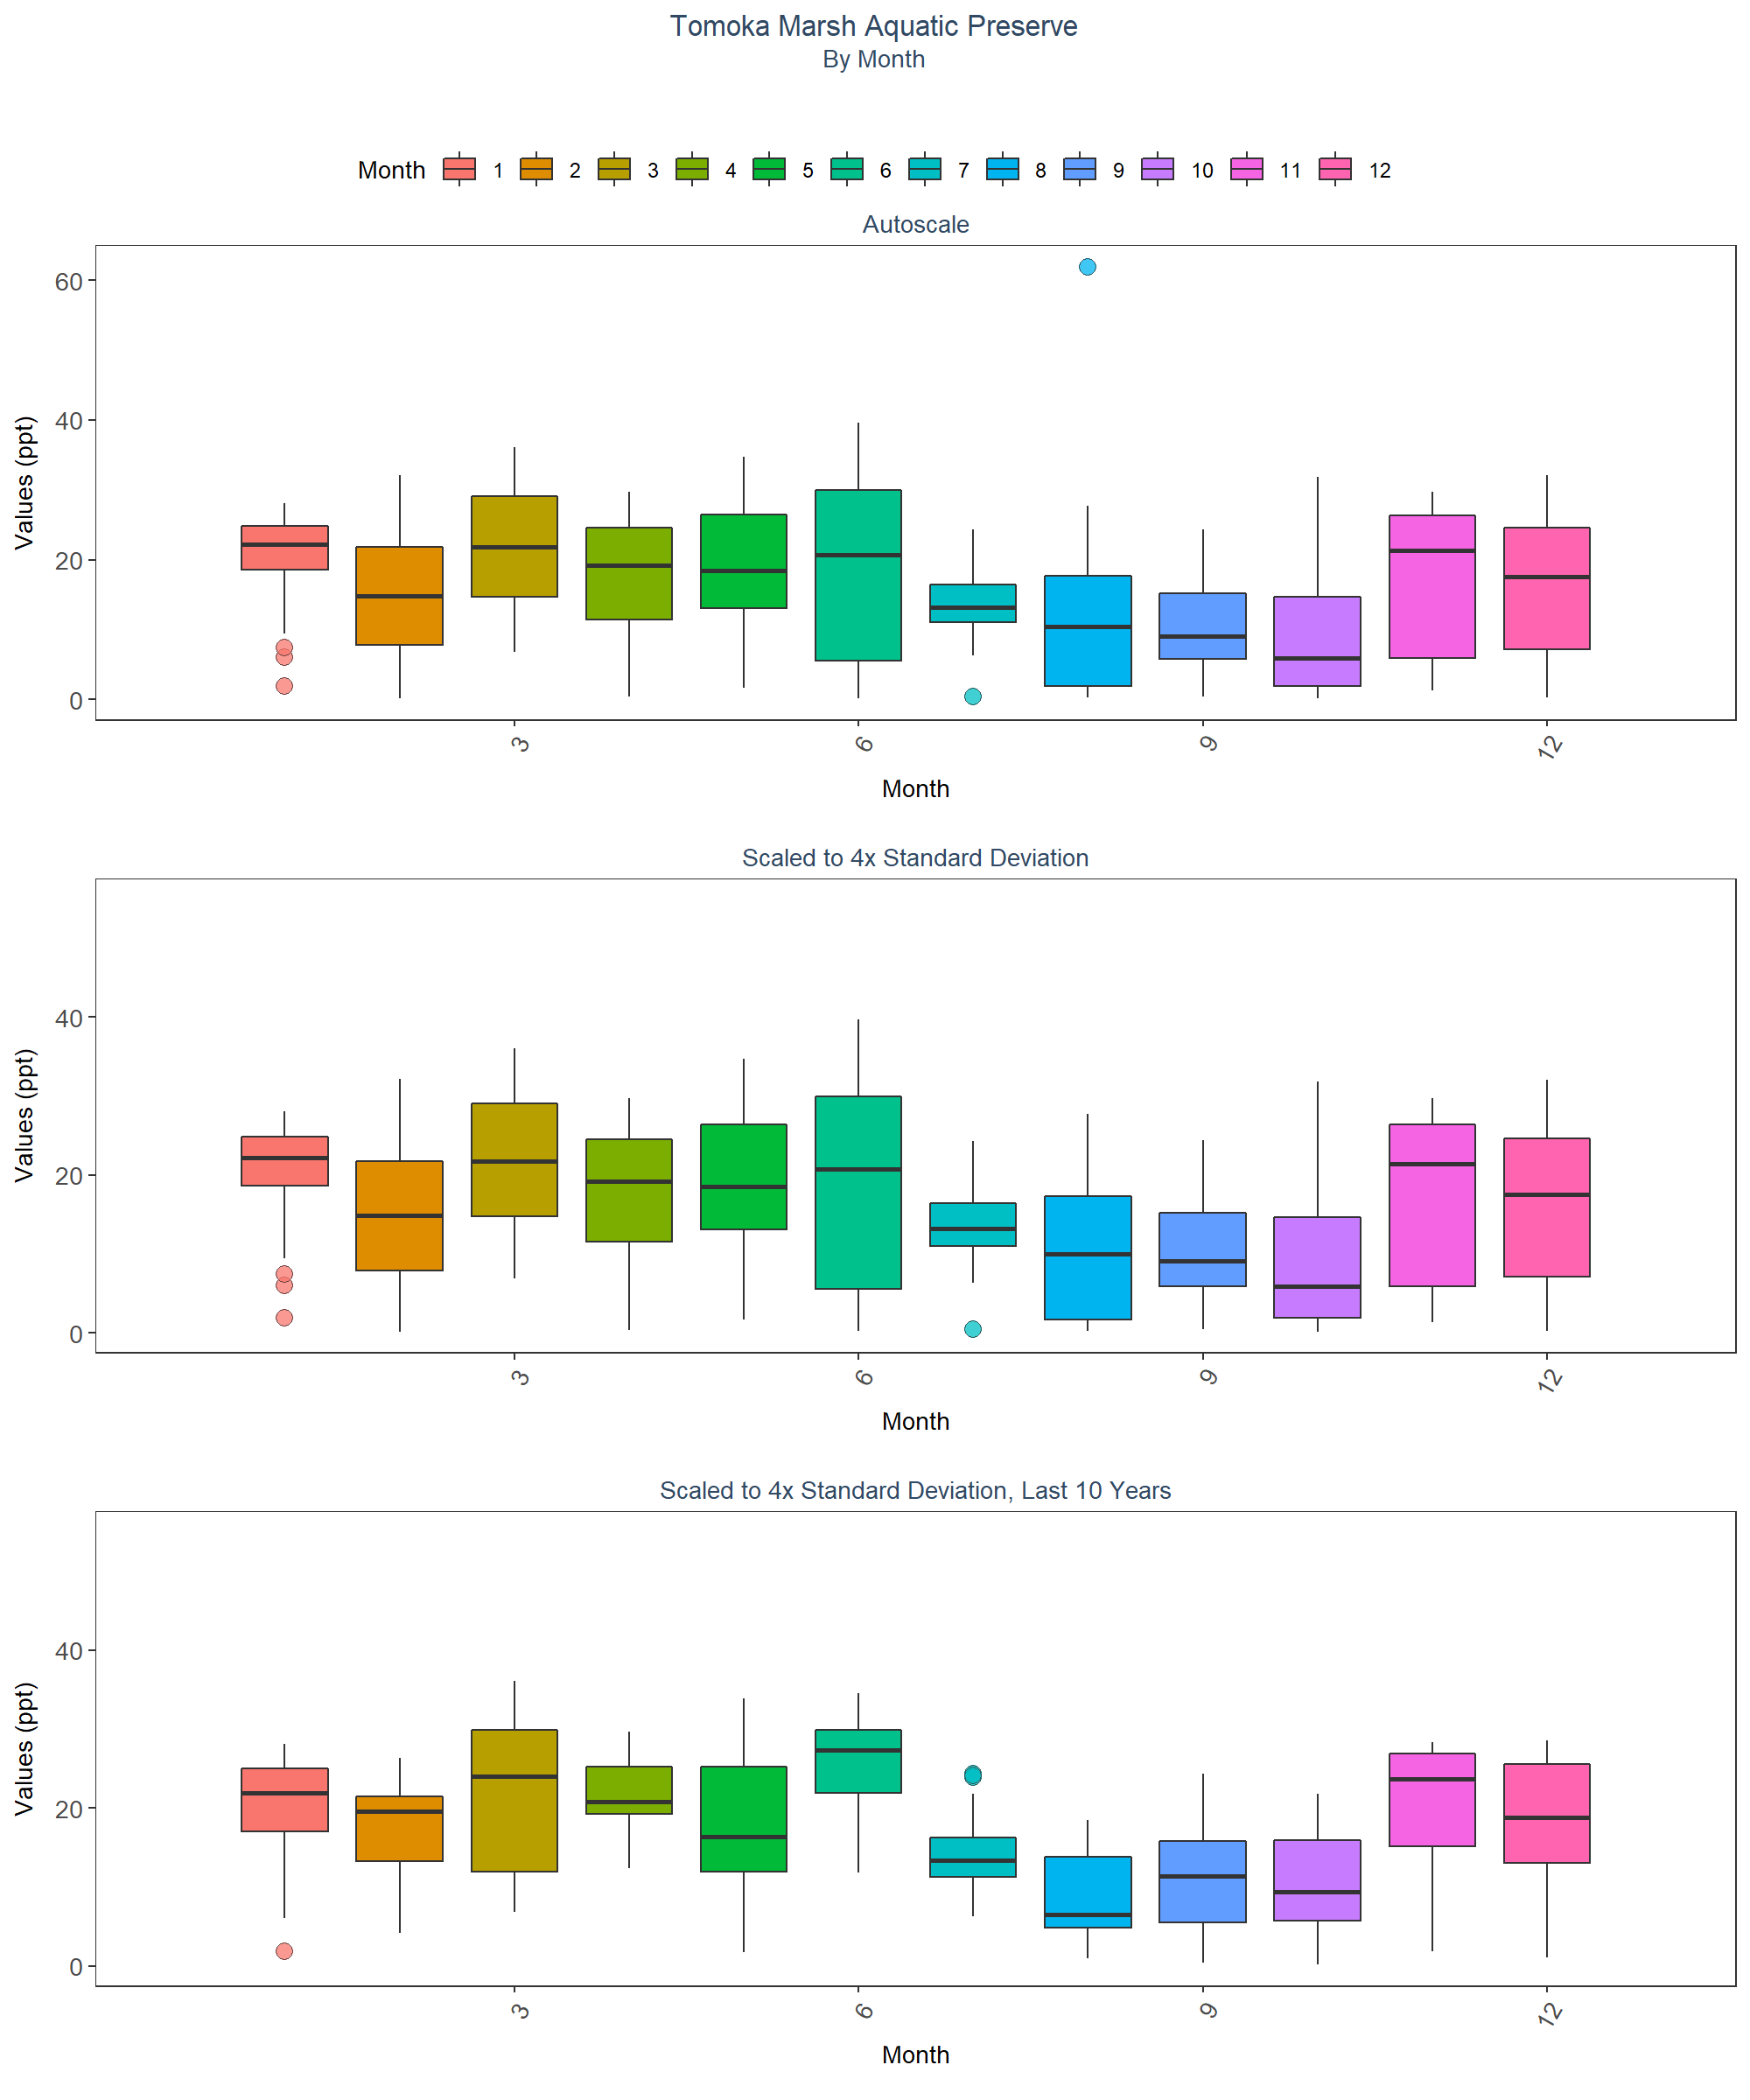 Tomoka Marsh Aquatic Preserve
By Month
Month 1 2 3 4 5 6 7 8 9 10 11 12
Autoscale
Values (ppt)
60
40
20
0
3 6 9 12
Month
Scaled to 4x Standard Deviation
Values (ppt)
40
20
0
3 6 9 12
Month
Scaled to 4x Standard Deviation, Last 10 Years
Values (ppt)
40
20
0
3 6 9 12
Month